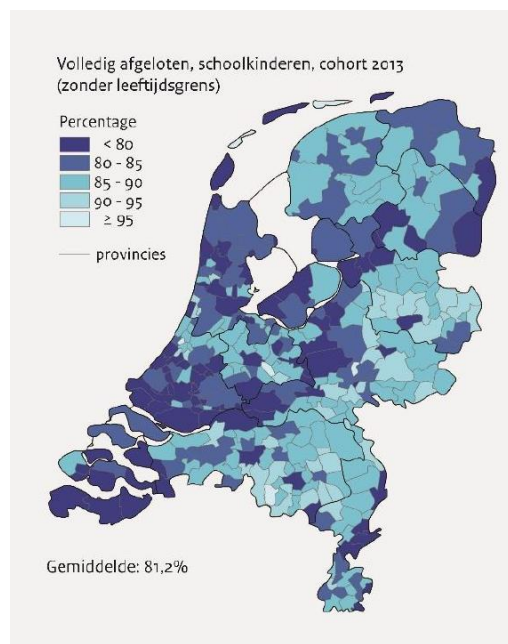 Volledig afgeloten, schoolkinderen, cohort 2013
(zonder leeftijdsgrens)
Percentage
< 80
80 - 85
85 - 90
90 - 95
≥ 95
provincies
Gemiddelde: 81,2%